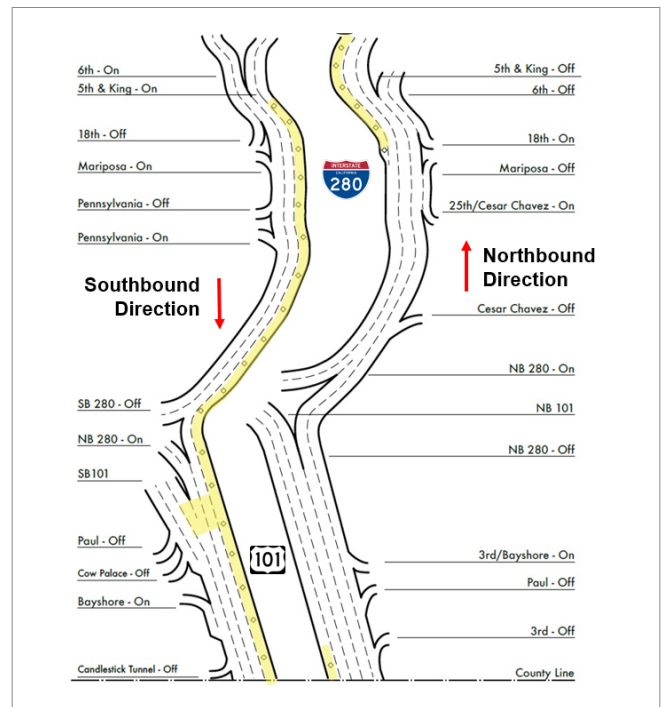 6th - On
5th & King - On
18th - Off
Mariposa - On
Pennsylvania - Off
Pennsylvania - On
Southbound
Direction
SB 280 - Off
NB 280 - On
SB101
Paul - Off
Cow Palace - Off
Bayshore - On
Candlestick Tunnel - Off
INTERSTATE
CALIFORNIA
280
101
5th & King - Off
6th - Off
18th - On
Mariposa - Off
25th/Cesar Chavez - On
Northbound
Direction
Cesar Chavez - Off
NB 280 - On
NB 101
NB 280 - Off
3rd/Bayshore - On
Paul - Off
3rd - Off
County Line